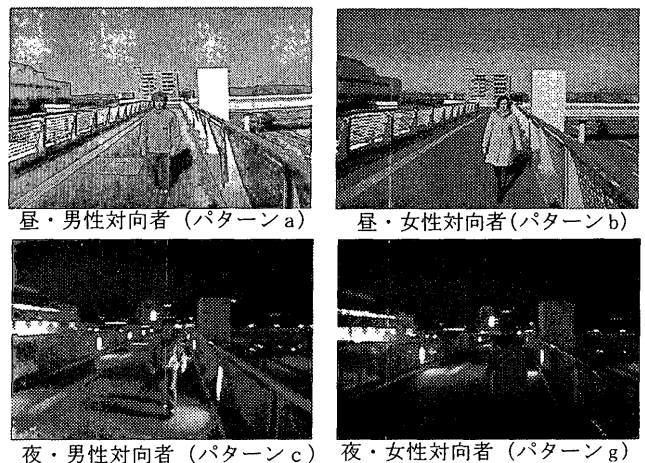 昼・男性対向者（パターンa）
昼・女性対向者（パターンb）
夜・男性対向者（パターンc）
夜・女性対向者（パターンg）